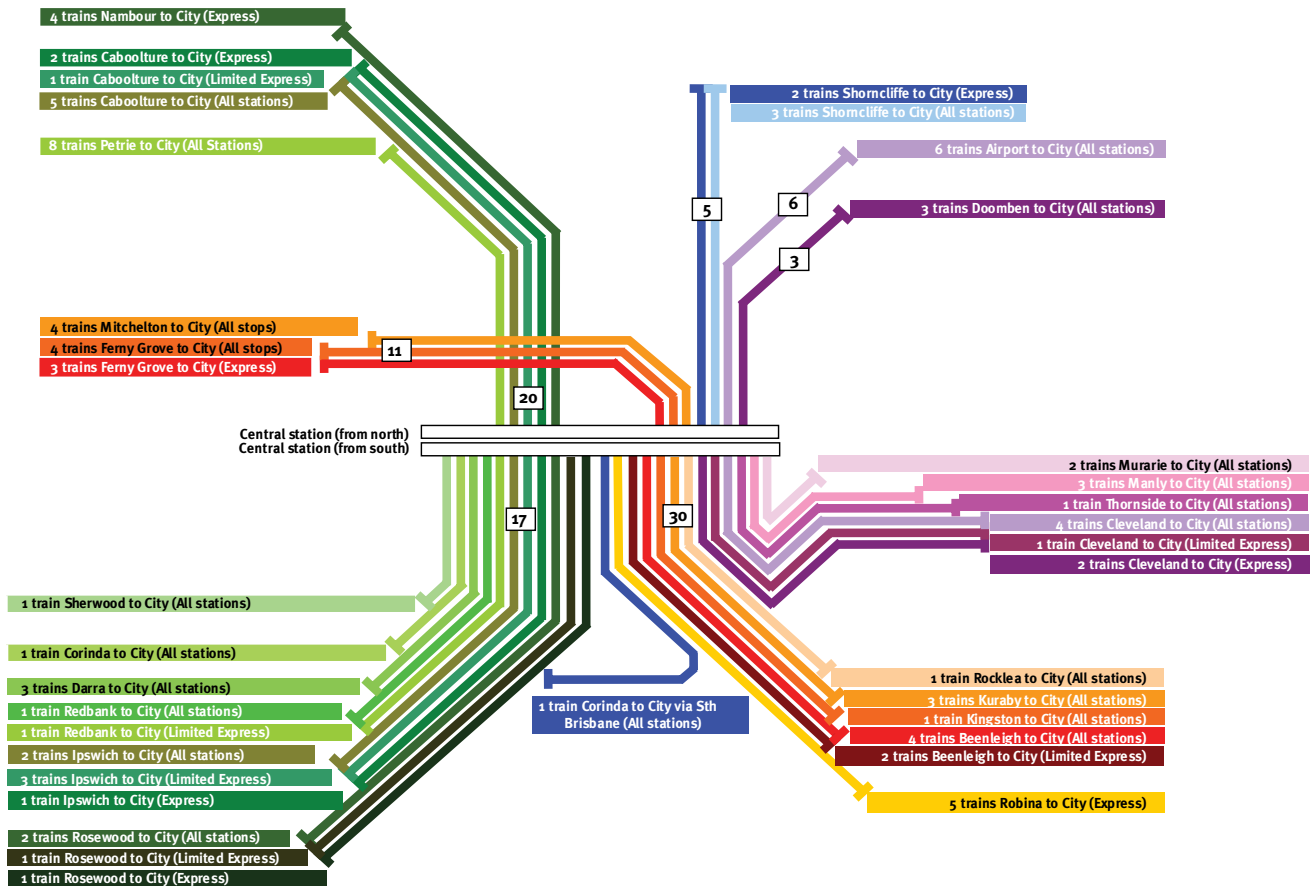 4 trains Nambour to City (Express)
2 trains Caboolture to City (Express)
1 train Caboolture to City (Limited Express)
5 trains Caboolture to City (All stations)
8 trains Petrie to City (All Stations)
2 trains Shorncliffe to City (Express)
3 trains Shorncliffe to City (All stations)
6 trains Airport to City (All stations)
3 trains Doomben to City (All stations)
5
6
3
4 trains Mitchelton to City (All stops)
4 trains Ferny Grove to City (All stops)
3 trains Ferny Grove to City (Express)
11
20
Central station (from north)
Central station (from south)
17
30
2 trains Murarie to City (All stations)
3 trains Manly to City (All stations)
1 train Thornside to City (All stations)
4 trains Cleveland to City (All stations)
1 train Cleveland to City (Limited Express)
2 trains Cleveland to City (Express)
1 train Sherwood to City (All stations)
1 train Corinda to City (All stations)
3 trains Darra to City (All stations)
1 train Redbank to City (All stations)
1 train Redbank to City (Limited Express)
2 trains Ipswich to City (All stations)
3 trains Ipswich to City (Limited Express)
1 train Ipswich to City (Express)
2 trains Rosewood to City (All stations)
1 train Rosewood to City (Limited Express)
1 train Rosewood to City (Express)
1 train Corinda to City via Sth
Brisbane (All stations)
1 train Rocklea to City (All stations)
3 trains Kuraby to City (All stations)
1 train Kingston to City (All stations)
4 trains Beenleigh to City (All stations)
2 trains Beenleigh to City (Limited Express)
5 trains Robina to City (Express)